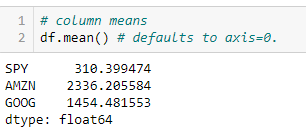 1 # column means
2 df.mean() # defaults to axis=0.
SPY 310.399474
AMZN 2336.205584
GOOG 1454.481553
dtype: float64